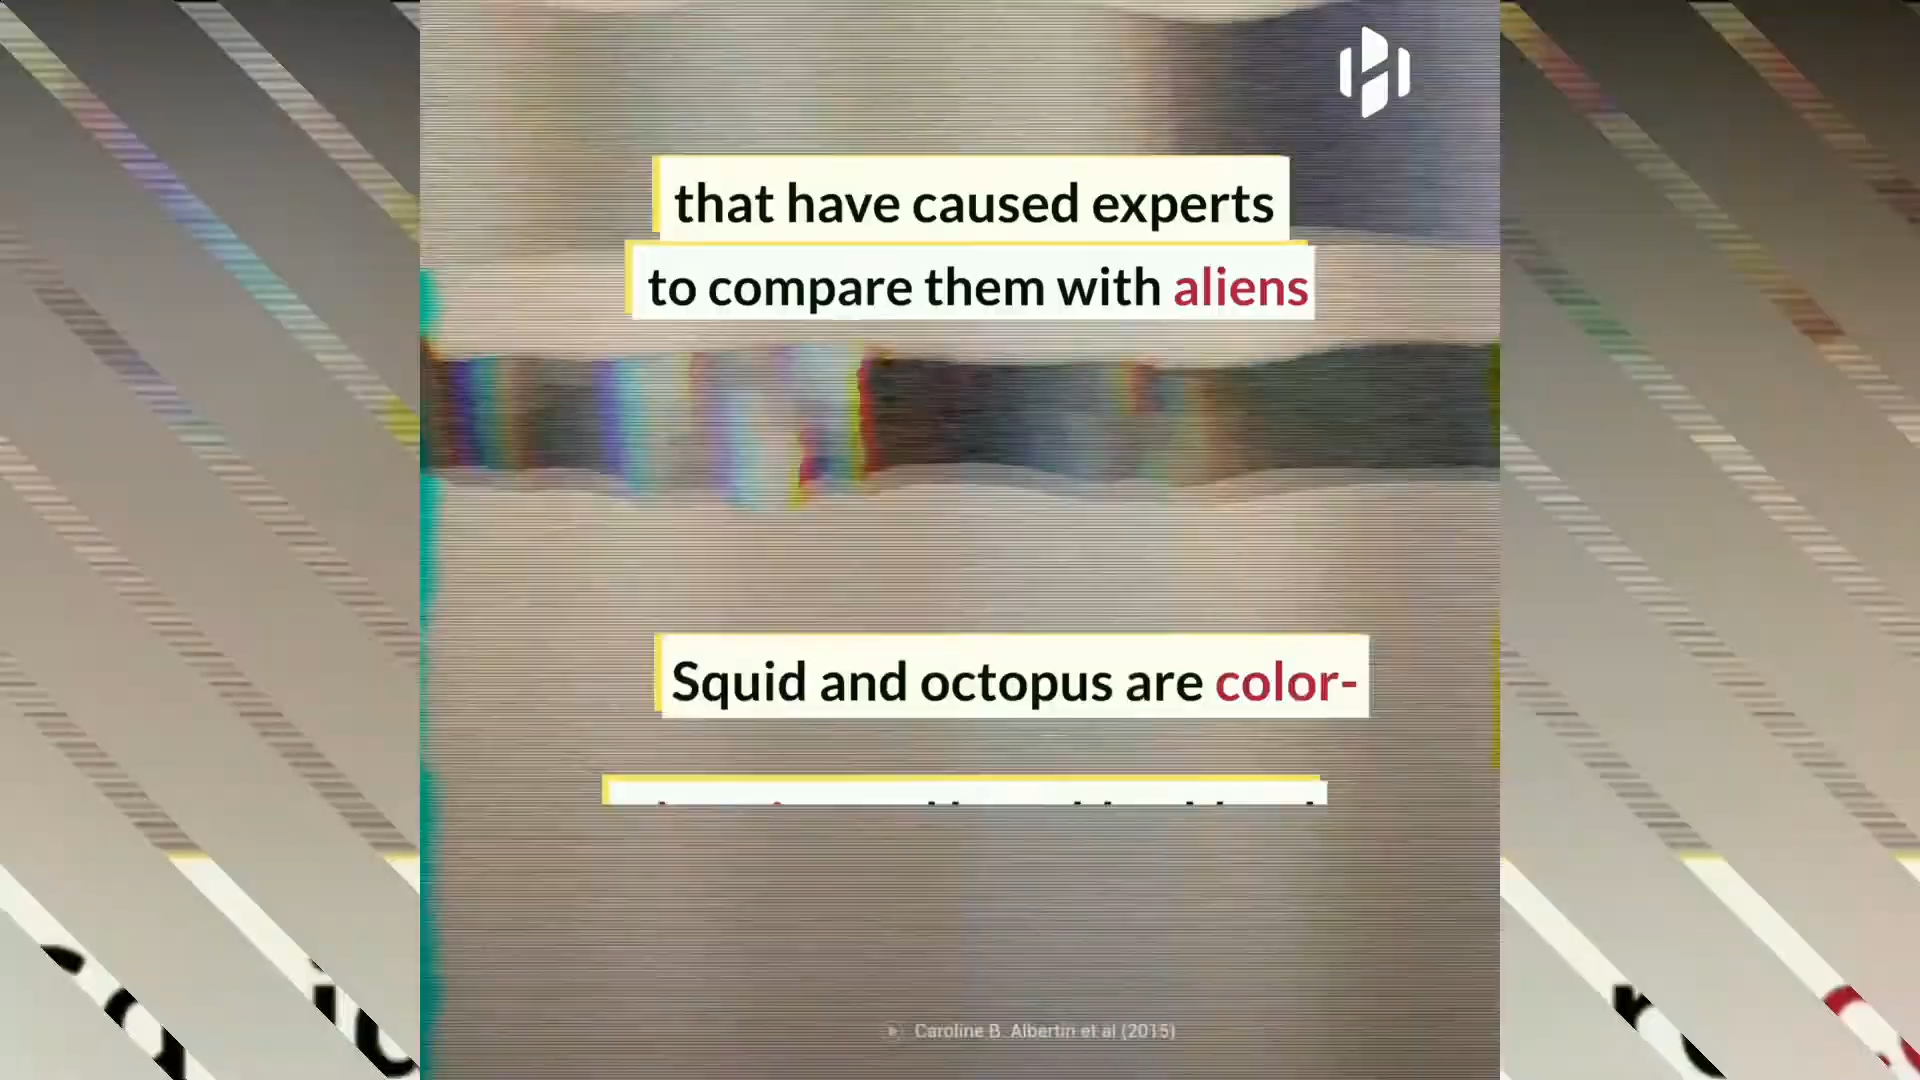 that have caused experts
to compare them with aliens
Squid and octopus are color-
Caroline B. Albertin et al (2015)